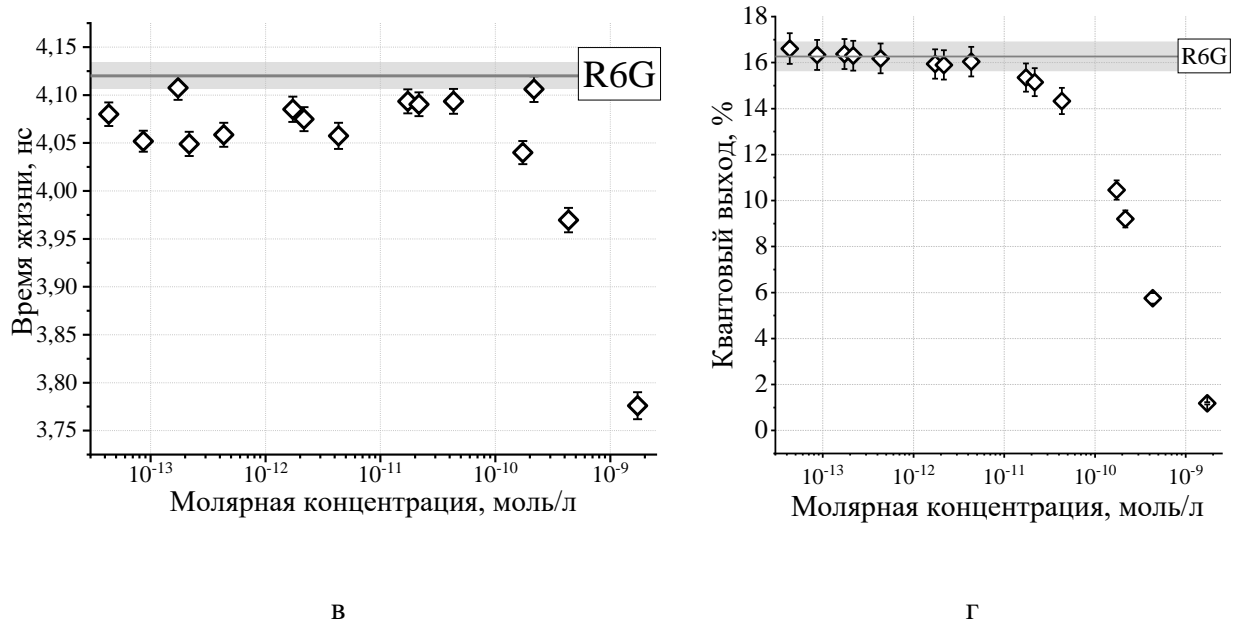 Время жизни, нс
4,15
4,10
4,05
4,00
3,95
3,90
3,85
3,80
3,75
R6G
10⁻¹³ 10⁻¹² 10⁻¹¹ 10⁻¹⁰ 10⁻⁹
Молярная концентрация, моль/л
в
Квантовый выход, %
18
16
14
12
10
8
6
4
2
0
R6G
10⁻¹³ 10⁻¹² 10⁻¹¹ 10⁻¹⁰ 10⁻⁹
Молярная концентрация, моль/л
г